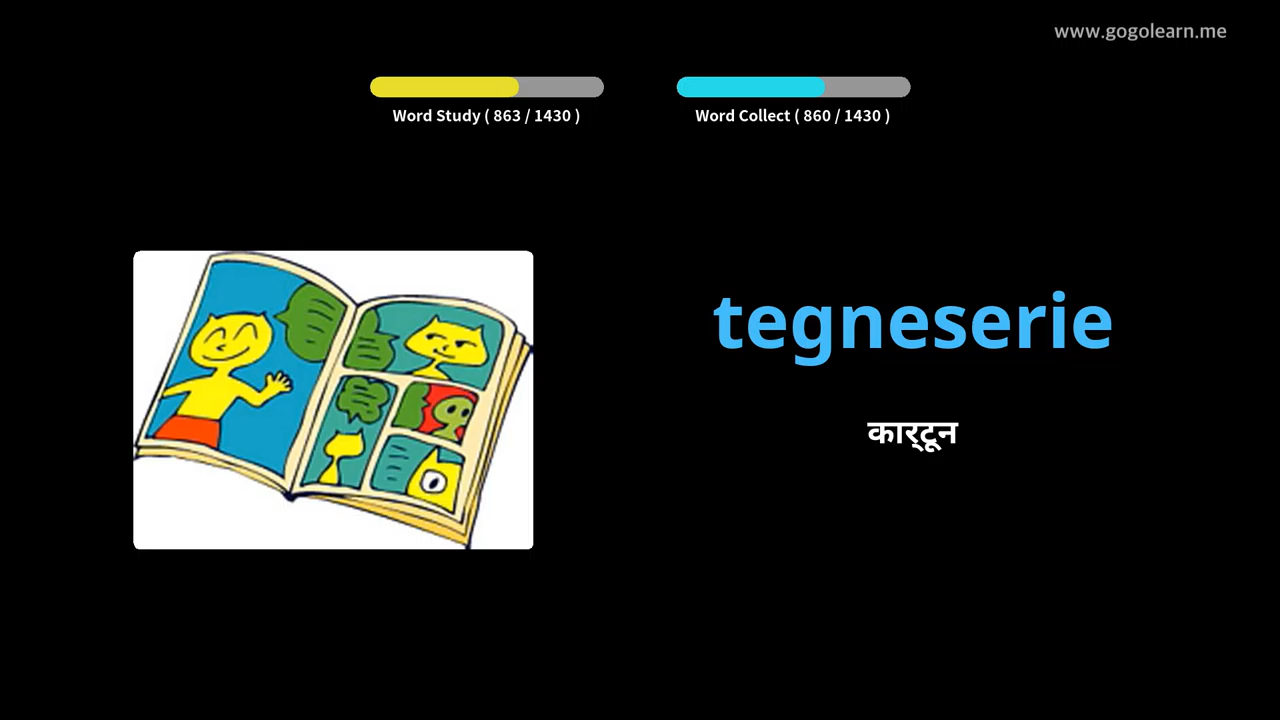 www.gogolearn.me
Word Study ( 863 / 1430 )
Word Collect ( 860 / 1430 )
tegneserie
कार्टून